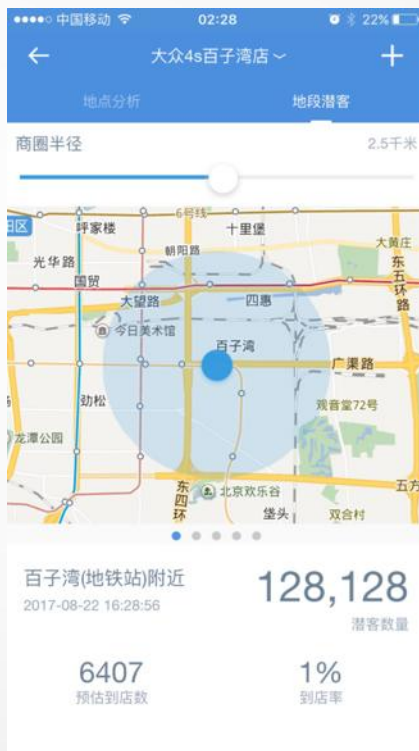 中国移动 02:28 22%
大众4s百子湾店
地点分析 地段潜客
商圈半径 2.5千米
6号线
呼家楼 十里堡
大黄庄
朝阳路
光华路
国贸
东五环路
大望路 四惠
今日美术馆
百子湾
广渠路
劲松
观音堂72号
龙潭公园
东四环
北京欢乐谷
五方
垡头 双合村
百子湾(地铁站)附近 128,128
2017-08-22 16:28:56 潜客数量
6407 1%
预估到店数 到店率